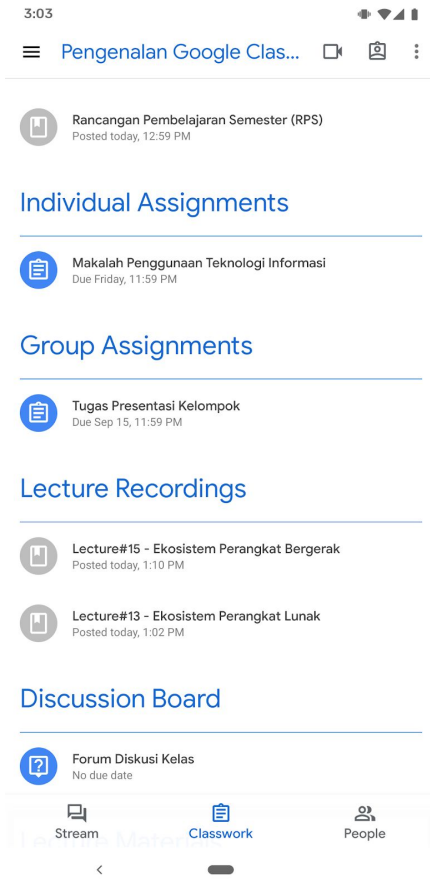 3:03
Pengenalan Google Clas...
Rancangan Pembelajaran Semester (RPS)
Posted today, 12:59 PM
Individual Assignments
Makalah Penggunaan Teknologi Informasi
Due Friday, 11:59 PM
Group Assignments
Tugas Presentasi Kelompok
Due Sep 15, 11:59 PM
Lecture Recordings
Lecture#15 - Ekosistem Perangkat Bergerak
Posted today, 1:10 PM
Lecture#13 - Ekosistem Perangkat Lunak
Posted today, 1:02 PM
Discussion Board
Forum Diskusi Kelas
No due date
Lecture Materials
Stream
Classwork
People